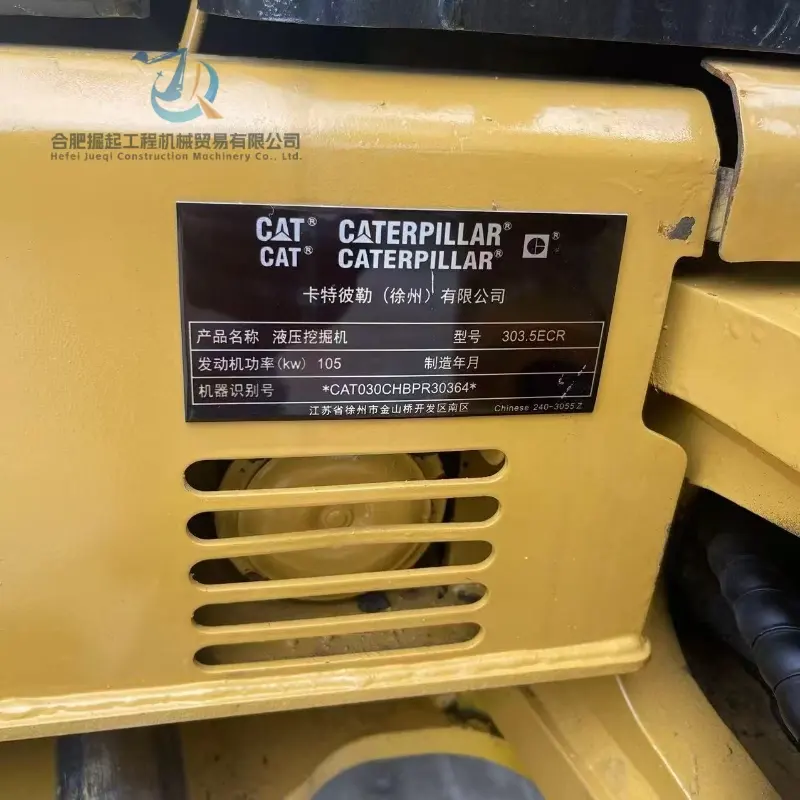 合肥掘起工程机械贸易有限公司
Hefei Jueqi Construction Machinery Co., Ltd.
CAT® CATERPILLAR® ®
CAT® CATERPILLAR®
卡特彼勒（徐州）有限公司
产品名称 液压挖掘机 型号 303.5ECR
发动机功率(kw) 105 制造年月
机器识别号 *CAT030CHBPR30364*
江苏省徐州市金山桥开发区南区 Chinese 240-3055 Z